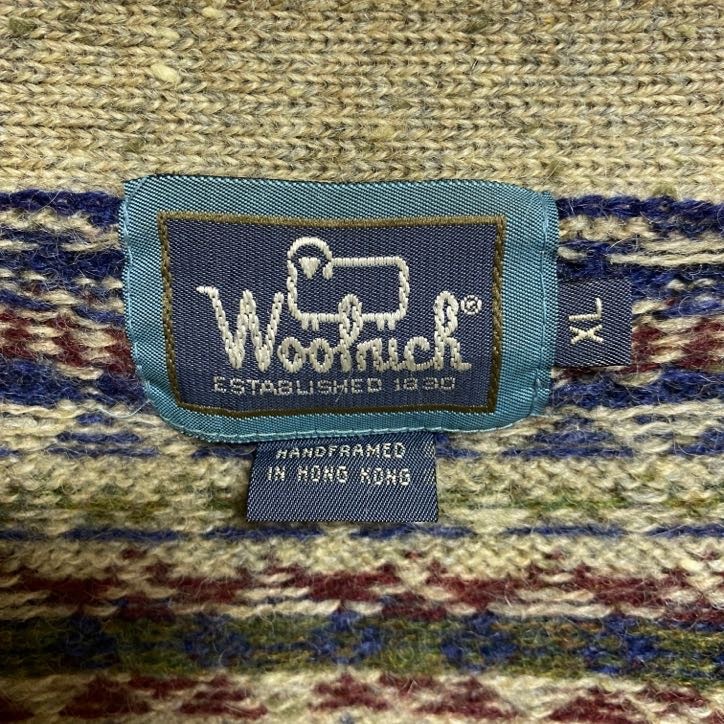 Woolrich®
ESTABLISHED 1830
XL
HANDFRAMED
IN HONG KONG